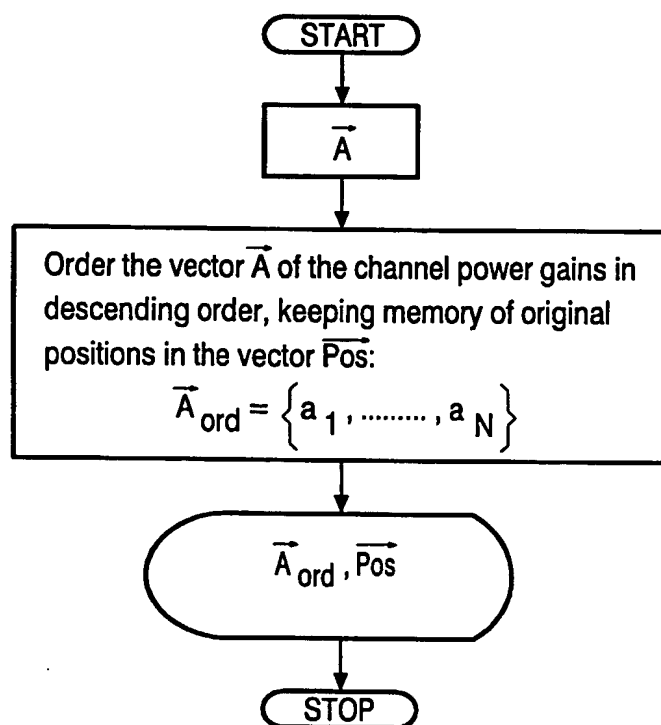 START
A
Order the vector A of the channel power gains in
descending order, keeping memory of original
positions in the vector Pos:
A ord = { a 1 , ........., a N }
A ord , Pos
STOP